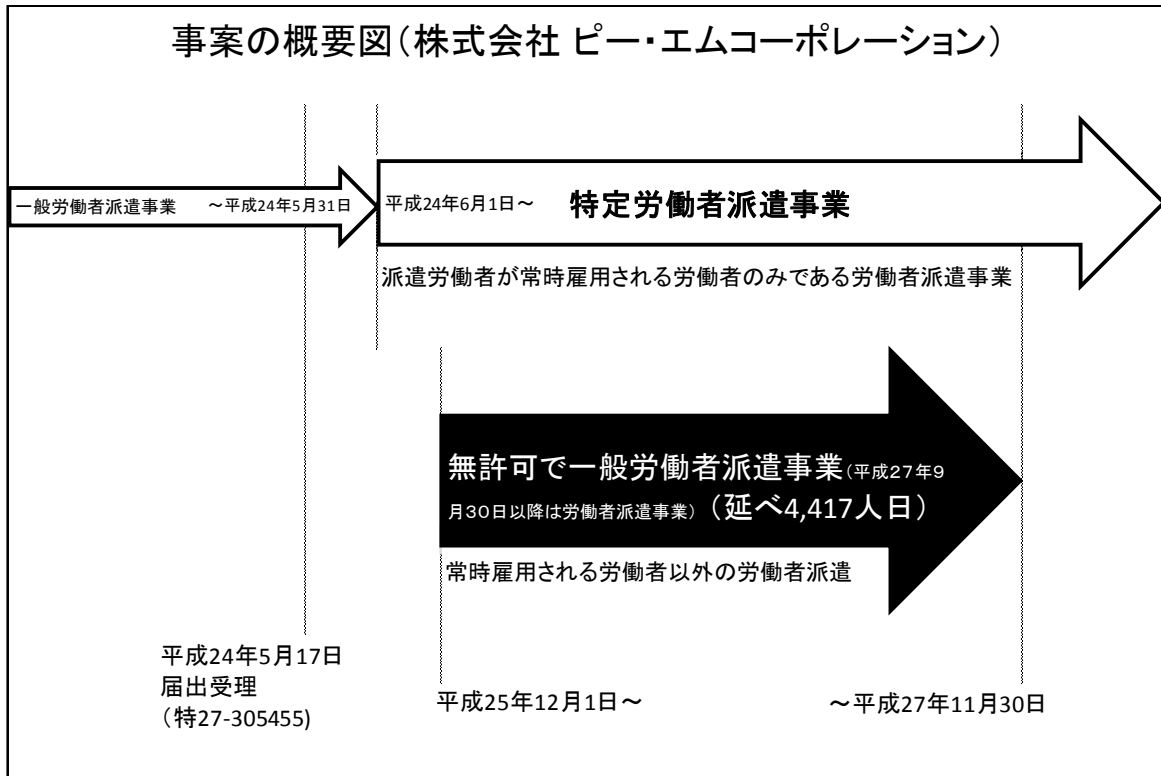 事案の概要図（株式会社 ピー・エムコーポレーション）
一般労働者派遣事業　～平成24年5月31日
平成24年6月1日～　特定労働者派遣事業
派遣労働者が常時雇用される労働者のみである労働者派遣事業
無許可で一般労働者派遣事業（平成２７年９
月３０日以降は労働者派遣事業）（延べ4,417人日）
常時雇用される労働者以外の労働者派遣
平成24年5月17日
届出受理
（特27-305455)
平成25年12月1日～
～平成27年11月30日